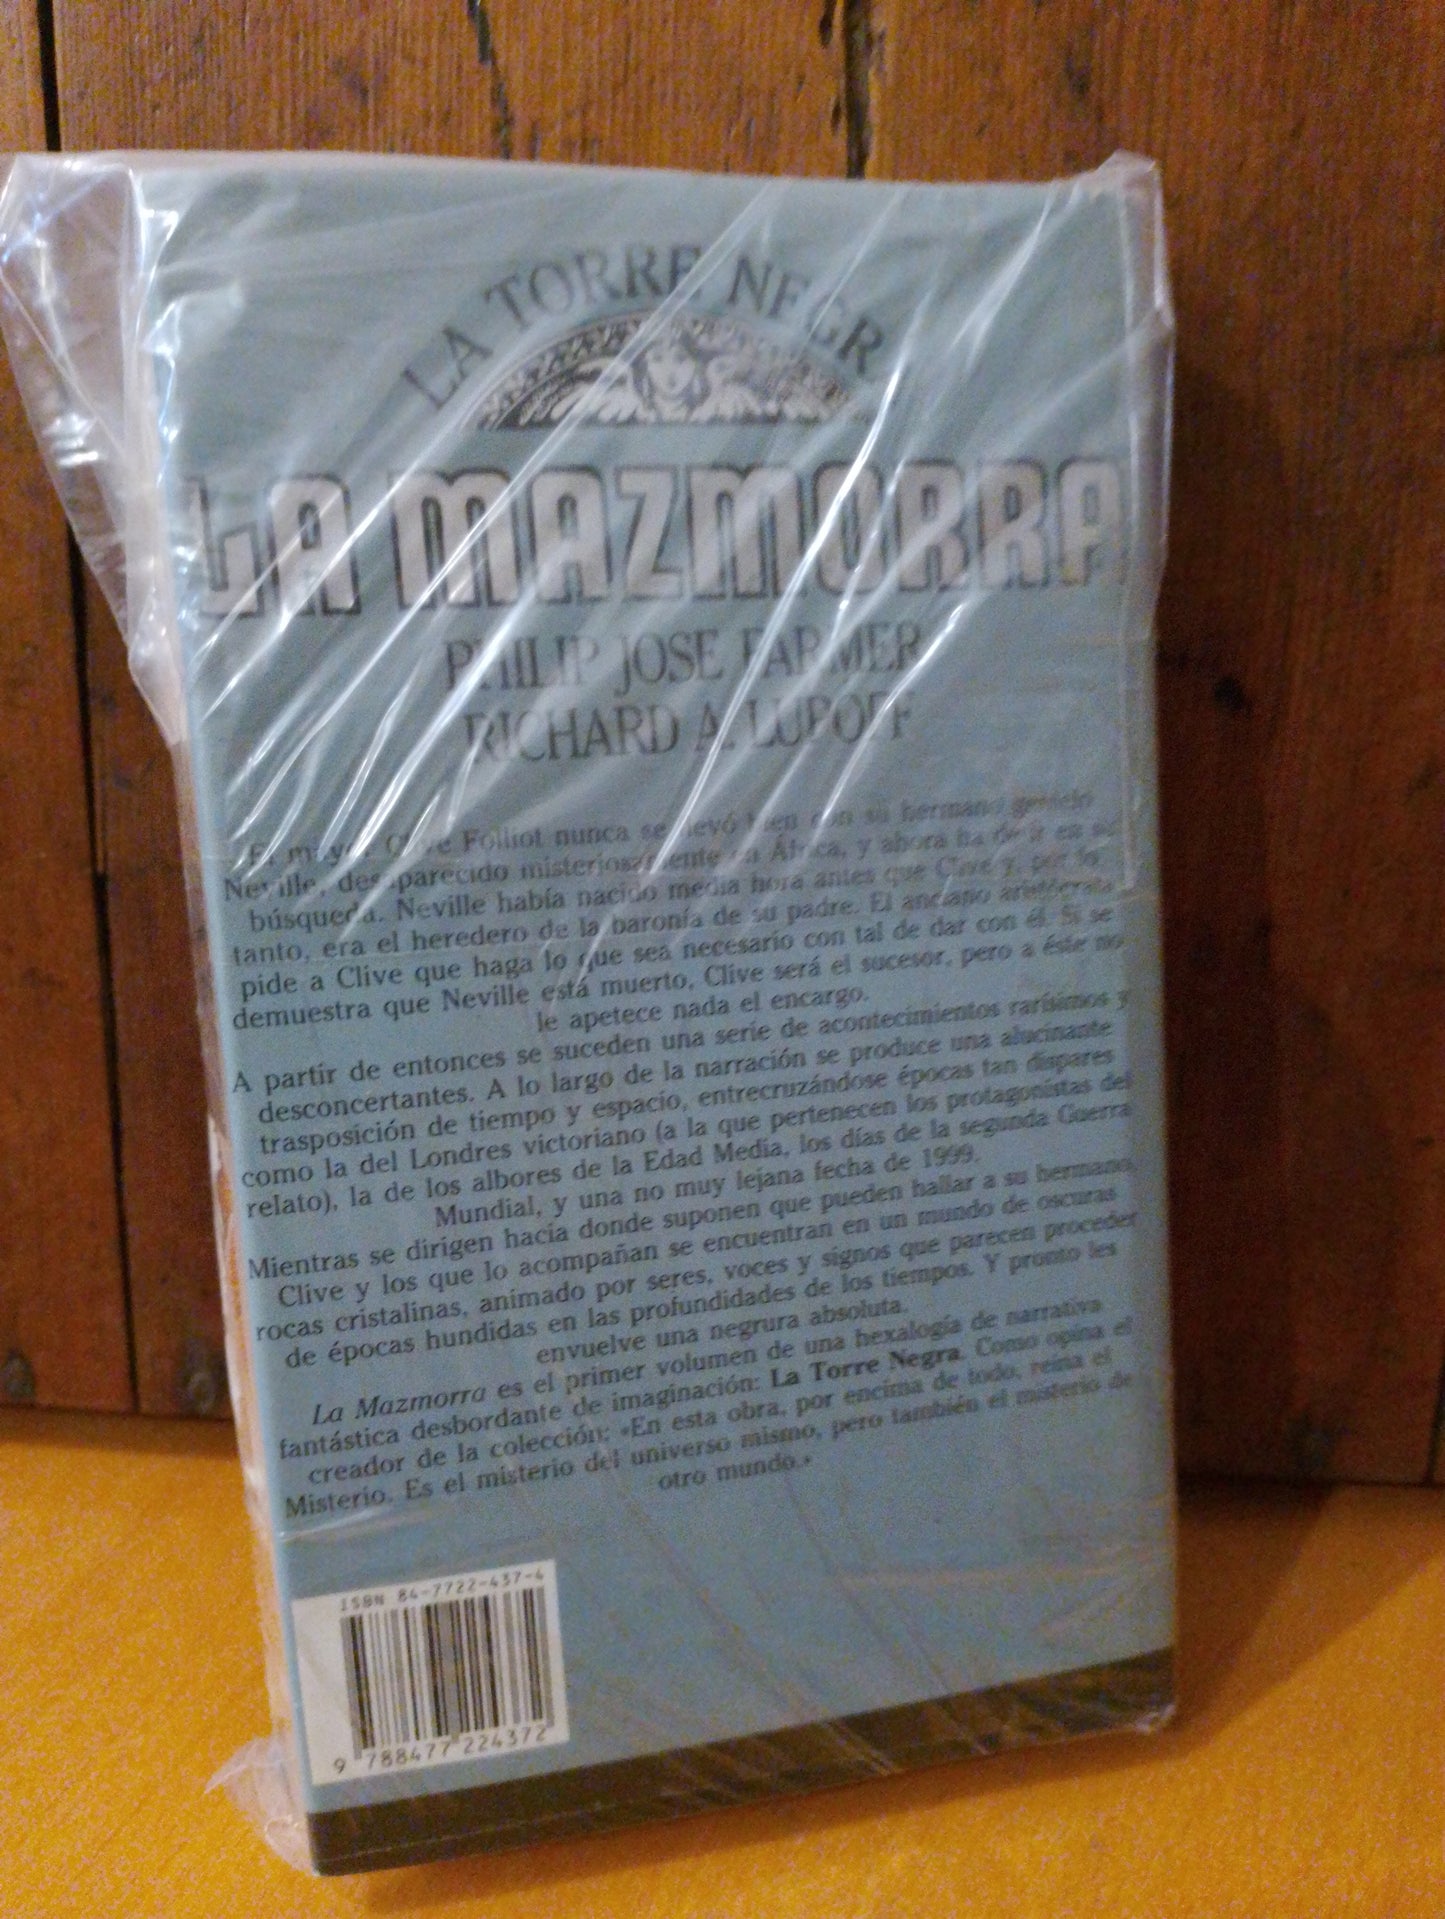 LA TORRE NEGR
LA MAZMORRA
PHILIP JOSE FARMER
RICHARD A. LUPOFF
El mayor Clive Folliot nunca se llevó bien con su hermano gemelo
Neville, desaparecido misteriosamente en África, y ahora ha de ir en su
búsqueda. Neville había nacido media hora antes que Clive y, por lo
tanto, era el heredero de la baronía de su padre. El anciano aristócrata
pide a Clive que haga lo que sea necesario con tal de dar con él. Si se
demuestra que Neville está muerto, Clive será el sucesor, pero a éste no
le apetece nada el encargo.
A partir de entonces se suceden una serie de acontecimientos rarísimos y
desconcertantes. A lo largo de la narración se produce una alucinante
trasposición de tiempo y espacio, entrecruzándose épocas tan dispares
como la del Londres victoriano (a la que pertenecen los protagonistas del
relato), la de los albores de la Edad Media, los días de la segunda Guerra
Mundial, y una no muy lejana fecha de 1999.
Mientras se dirigen hacia donde suponen que pueden hallar a su hermano,
Clive y los que lo acompañan se encuentran en un mundo de oscuras
rocas cristalinas, animado por seres, voces y signos que parecen proceder
de épocas hundidas en las profundidades de los tiempos. Y pronto les
envuelve una negrura absoluta.
La Mazmorra es el primer volumen de una hexalogía de narrativa
fantástica desbordante de imaginación: La Torre Negra. Como opina el
creador de la colección: «En esta obra, por encima de todo, reina el
Misterio. Es el misterio del universo mismo, pero también el misterio de
otro mundo.»
ISBN 84-7722-437-4
9 788477 224372